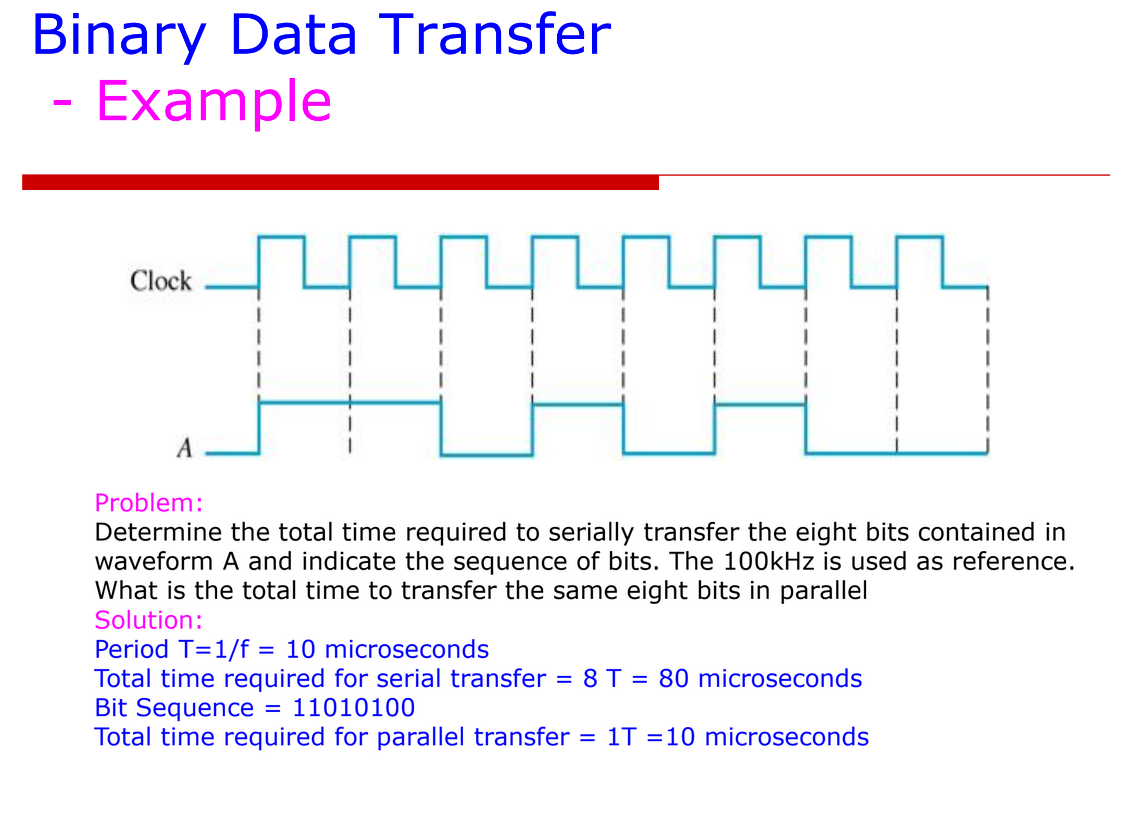 Binary Data Transfer
- Example
Clock
A
Problem:
Determine the total time required to serially transfer the eight bits contained in
waveform A and indicate the sequence of bits. The 100kHz is used as reference.
What is the total time to transfer the same eight bits in parallel
Solution:
Period T=1/f = 10 microseconds
Total time required for serial transfer = 8 T = 80 microseconds
Bit Sequence = 11010100
Total time required for parallel transfer = 1T =10 microseconds